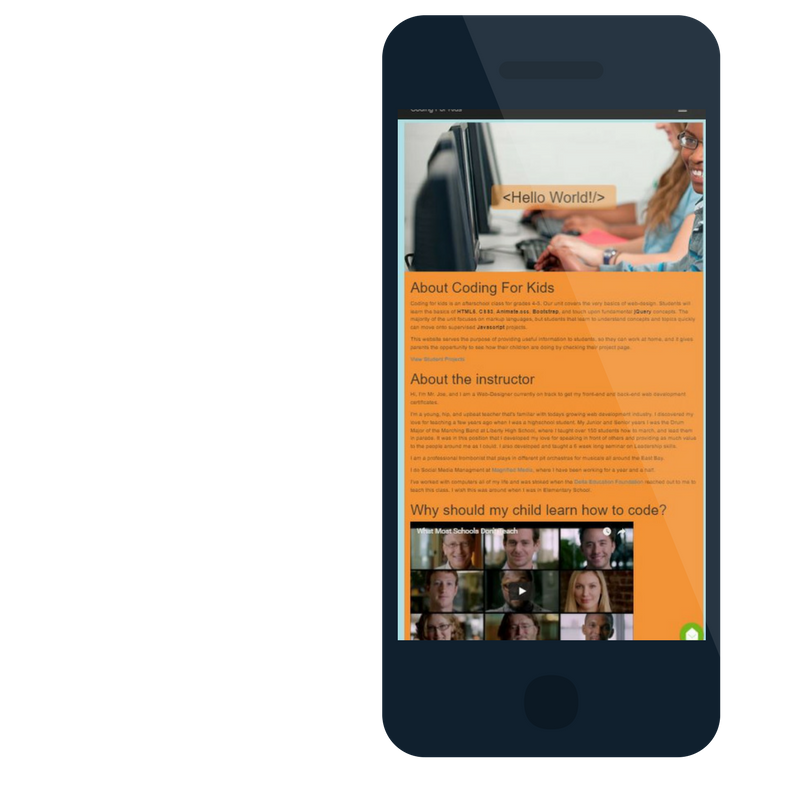 Coding For Kids
<Hello World!/>
About Coding For Kids
Coding for kids is an afterschool class for grades 4-5. Our unit covers the very basics of web-design. Students will
learn the basics of HTML5, CSS3, Animate.css, Bootstrap, and touch upon fundamental jQuery concepts. The
majority of the unit focuses on markup languages, but students that learn to understand concepts and topics quickly
can move onto supervised Javascript projects.
This website serves the purpose of providing useful information to students, so they can work at home, and it gives
parents the opportunity to see how their children are doing by checking their project page.
View Student Projects
About the instructor
Hi, I'm Mr. Joe, and I am a Web-Designer currently on track to get my front-end and back-end web development
certificates.
I'm a young, hip, and upbeat teacher that's familiar with todays growing web development industry. I discovered my
love for teaching a few years ago when I was a highschool student. My Junior and Senior years I was the Drum
Major of the Marching Band at Liberty High School, where I taught over 150 students how to march, and lead them
in parade. It was in this position that I developed my love for speaking in front of others and providing as much value
to the people around me as I could. I also developed and taught a 6 week long seminar on Leadership skills.
I am a professional trombonist that plays in different pit orchestras for musicals all around the East Bay.
I do Social Media Managment at Magnified Media, where I have been working for a year and a half.
I've worked with computers all of my life and was stoked when the Education Foundation reached out to me to
teach this class. I wish this was around when I was in Elementary School.
Why should my child learn how to code?
What Most Schools Don't Teach